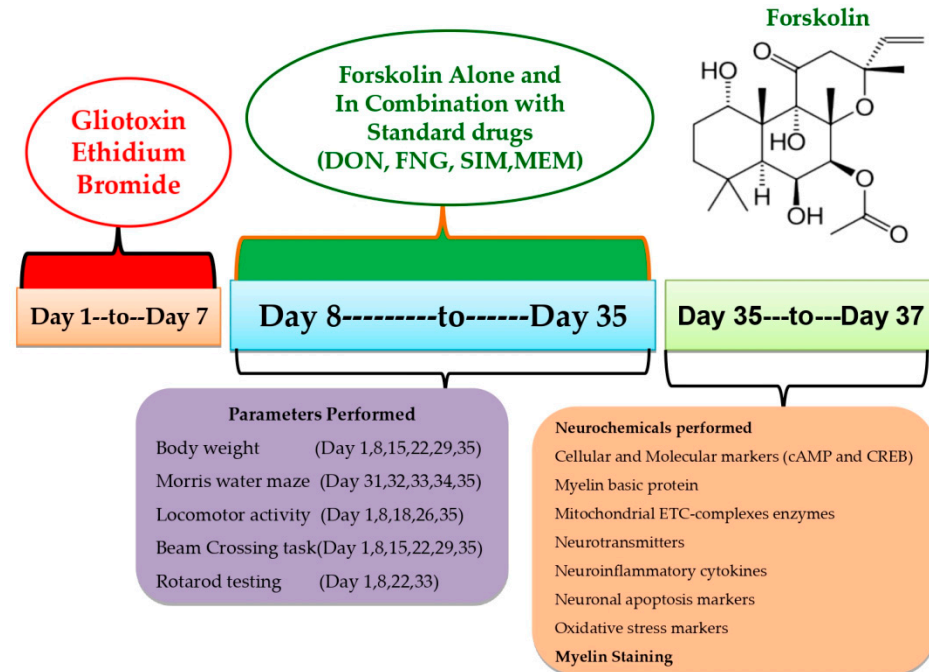 Forskolin
Gliotoxin
Ethidium
Bromide
Forskolin Alone and
In Combination with
Standard drugs
(DON, FNG, SIM,MEM)
O
HO
O
HO
O
OH
O
H
Day 1--to--Day 7
Day 8---------to------Day 35
Day 35---to---Day 37
Parameters Performed
Body weight (Day 1,8,15,22,29,35)
Morris water maze (Day 31,32,33,34,35)
Locomotor activity (Day 1,8,18,26,35)
Beam Crossing task(Day 1,8,15,22,29,35)
Rotarod testing (Day 1,8,22,33)
Neurochemicals performed
Cellular and Molecular markers (cAMP and CREB)
Myelin basic protein
Mitochondrial ETC-complexes enzymes
Neurotransmitters
Neuroinflammatory cytokines
Neuronal apoptosis markers
Oxidative stress markers
Myelin Staining